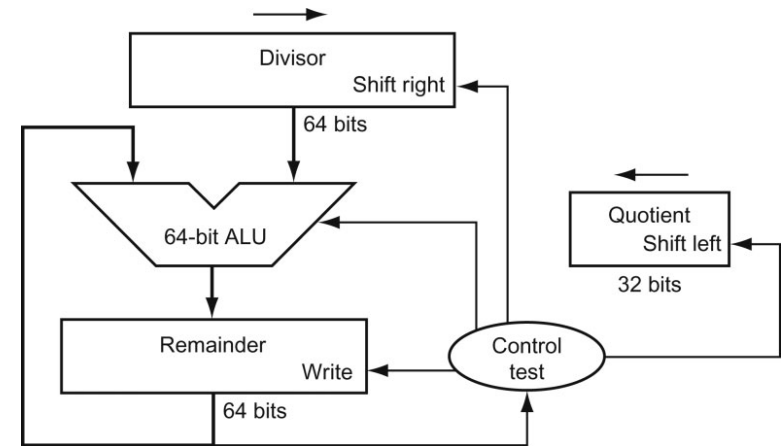 Divisor
Shift right
64 bits
64-bit ALU
Quotient
Shift left
32 bits
Remainder
Write
Control
test
64 bits